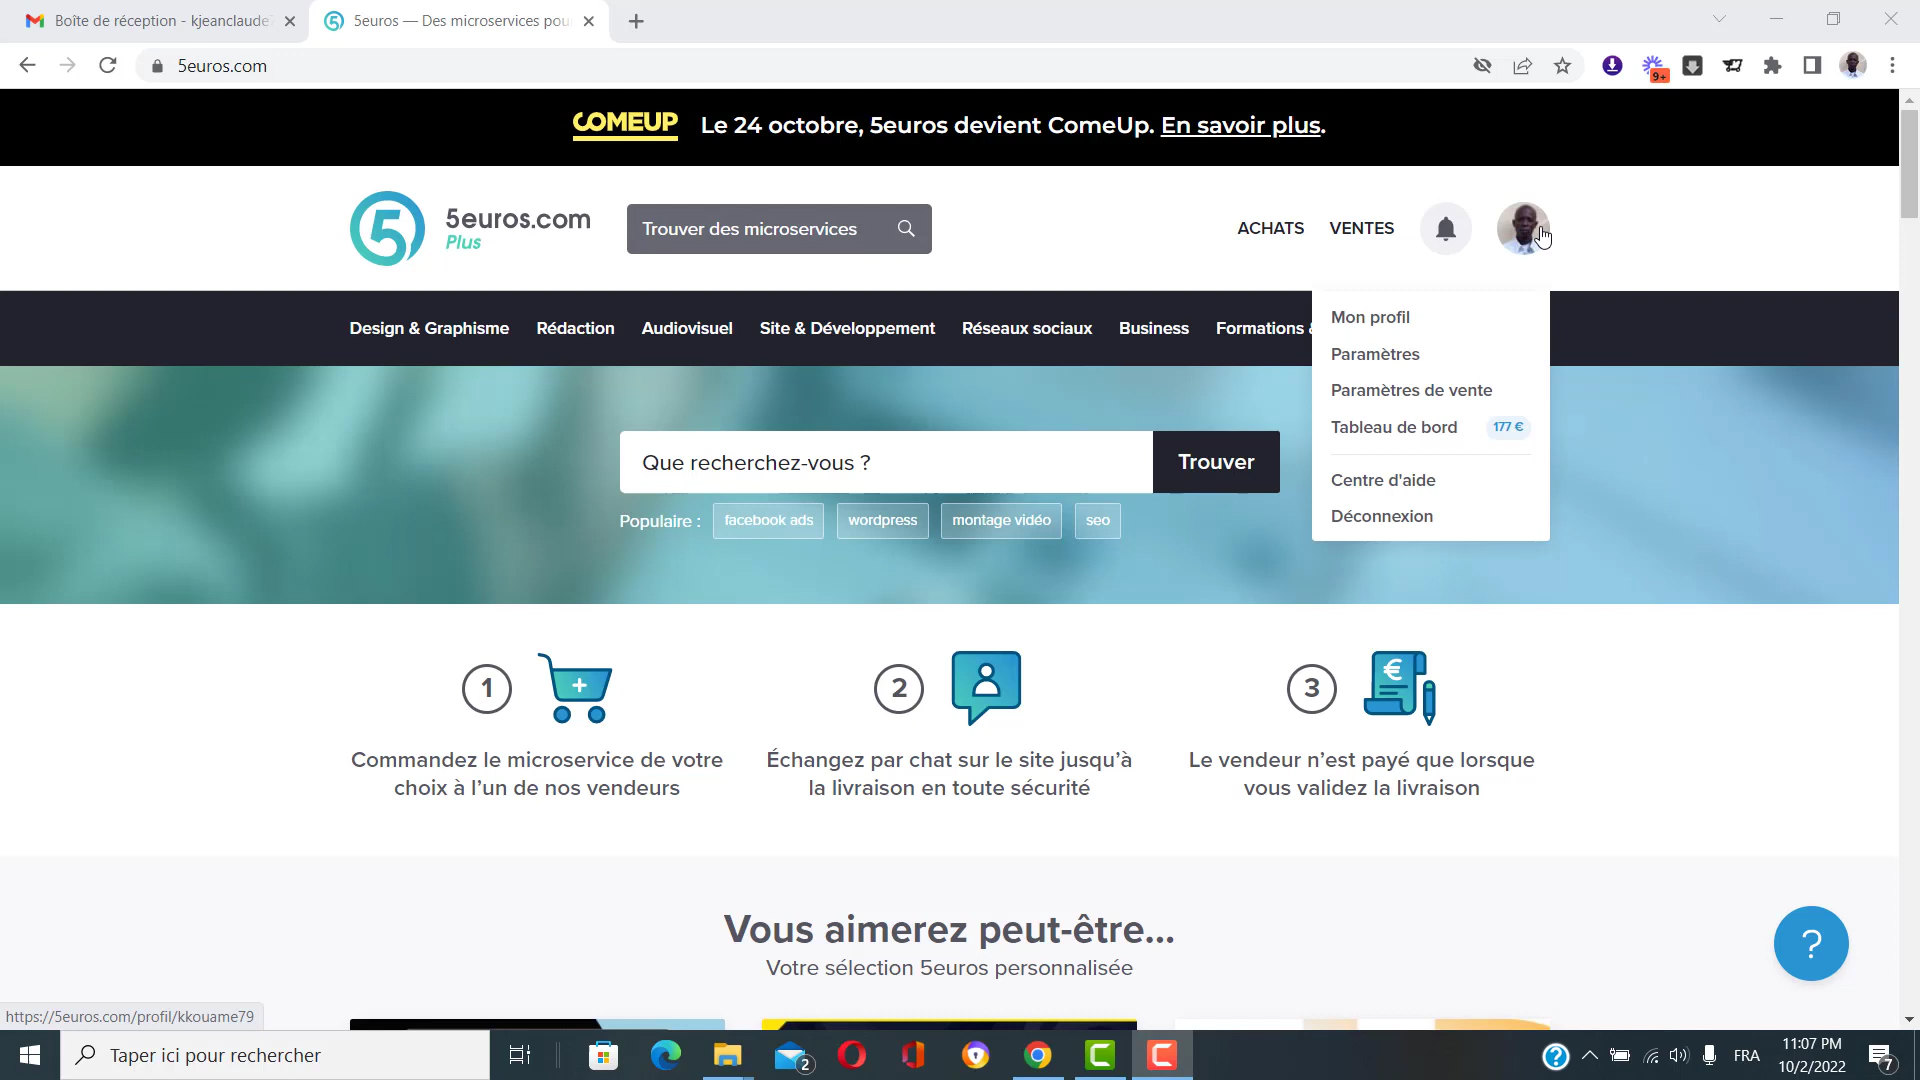 Boîte de réception - kjeanclaude
5euros — Des microservices pou
5euros.com
9+
COMEUP Le 24 octobre, 5euros devient ComeUp. En savoir plus.
5
5euros.com
Plus
Trouver des microservices
ACHATS VENTES
Design & Graphisme Rédaction Audiovisuel Site & Développement Réseaux sociaux Business Formations &
Mon profil
Paramètres
Paramètres de vente
Tableau de bord 177 €
Centre d'aide
Déconnexion
Que recherchez-vous ? Trouver
Populaire : facebook ads wordpress montage vidéo seo
1 2 3 €
Commandez le microservice de votre
choix à l'un de nos vendeurs
Échangez par chat sur le site jusqu'à
la livraison en toute sécurité
Le vendeur n'est payé que lorsque
vous validez la livraison
Vous aimerez peut-être...
Votre sélection 5euros personnalisée
?
https://5euros.com/profil/kkouame79
Taper ici pour rechercher
2
FRA
11:07 PM
10/2/2022
7